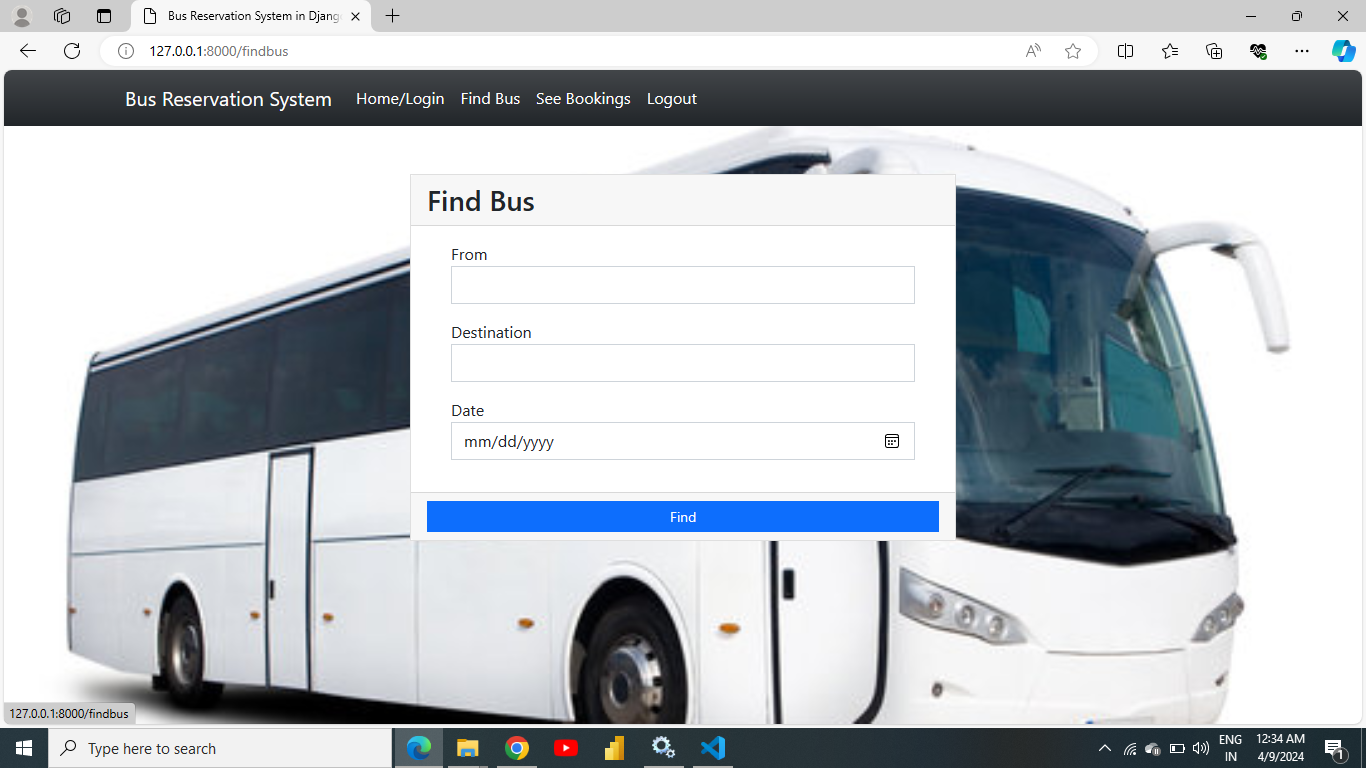 Bus Reservation System in Djang
127.0.0.1:8000/findbus
Bus Reservation System Home/Login Find Bus See Bookings Logout
Find Bus
From
Destination
Date
mm/dd/yyyy
Find
127.0.0.1:8000/findbus
Type here to search
ENG
IN
12:34 AM
4/9/2024
1